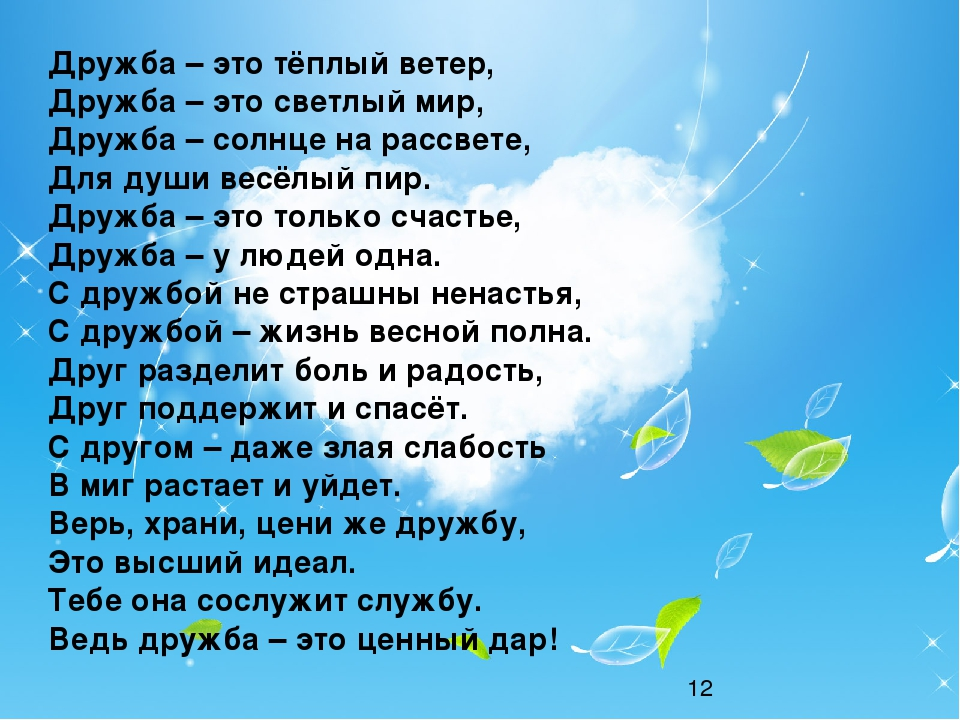 Дружба – это тёплый ветер,
Дружба – это светлый мир,
Дружба – солнце на рассвете,
Для души весёлый пир.
Дружба – это только счастье,
Дружба – у людей одна.
С дружбой не страшны ненастья,
С дружбой – жизнь весной полна.
Друг разделит боль и радость,
Друг поддержит и спасёт.
С другом – даже злая слабость
В миг растает и уйдет.
Верь, храни, цени же дружбу,
Это высший идеал.
Тебе она сослужит службу.
Ведь дружба – это ценный дар!
12